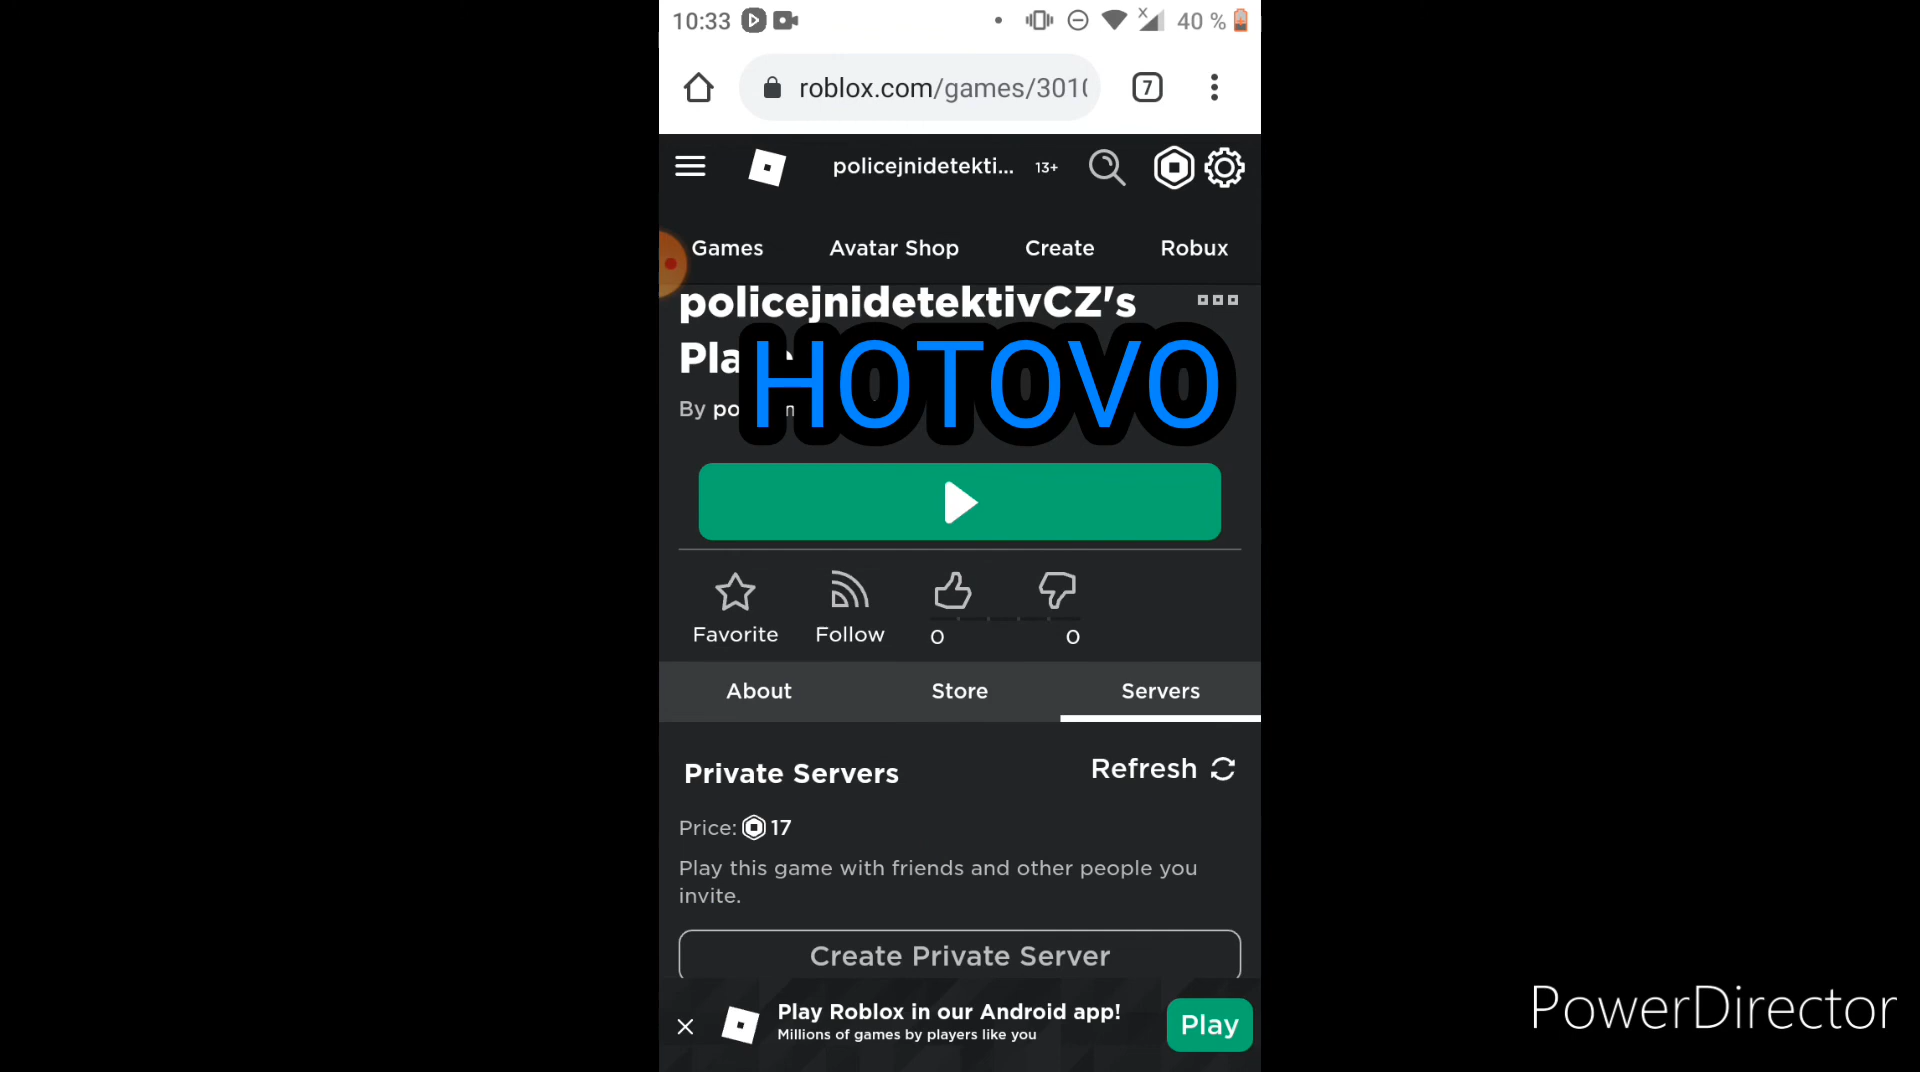 10:33
40 %
roblox.com/games/3010
7
policejnidetekti... 13+
Games Avatar Shop Create Robux
policejnidetektivCZ's
HOTOVO
By
Favorite Follow 0 0
About Store Servers
Private Servers Refresh
Price: 17
Play this game with friends and other people you
invite.
Create Private Server
Play Roblox in our Android app!
Millions of games by players like you
Play
PowerDirector